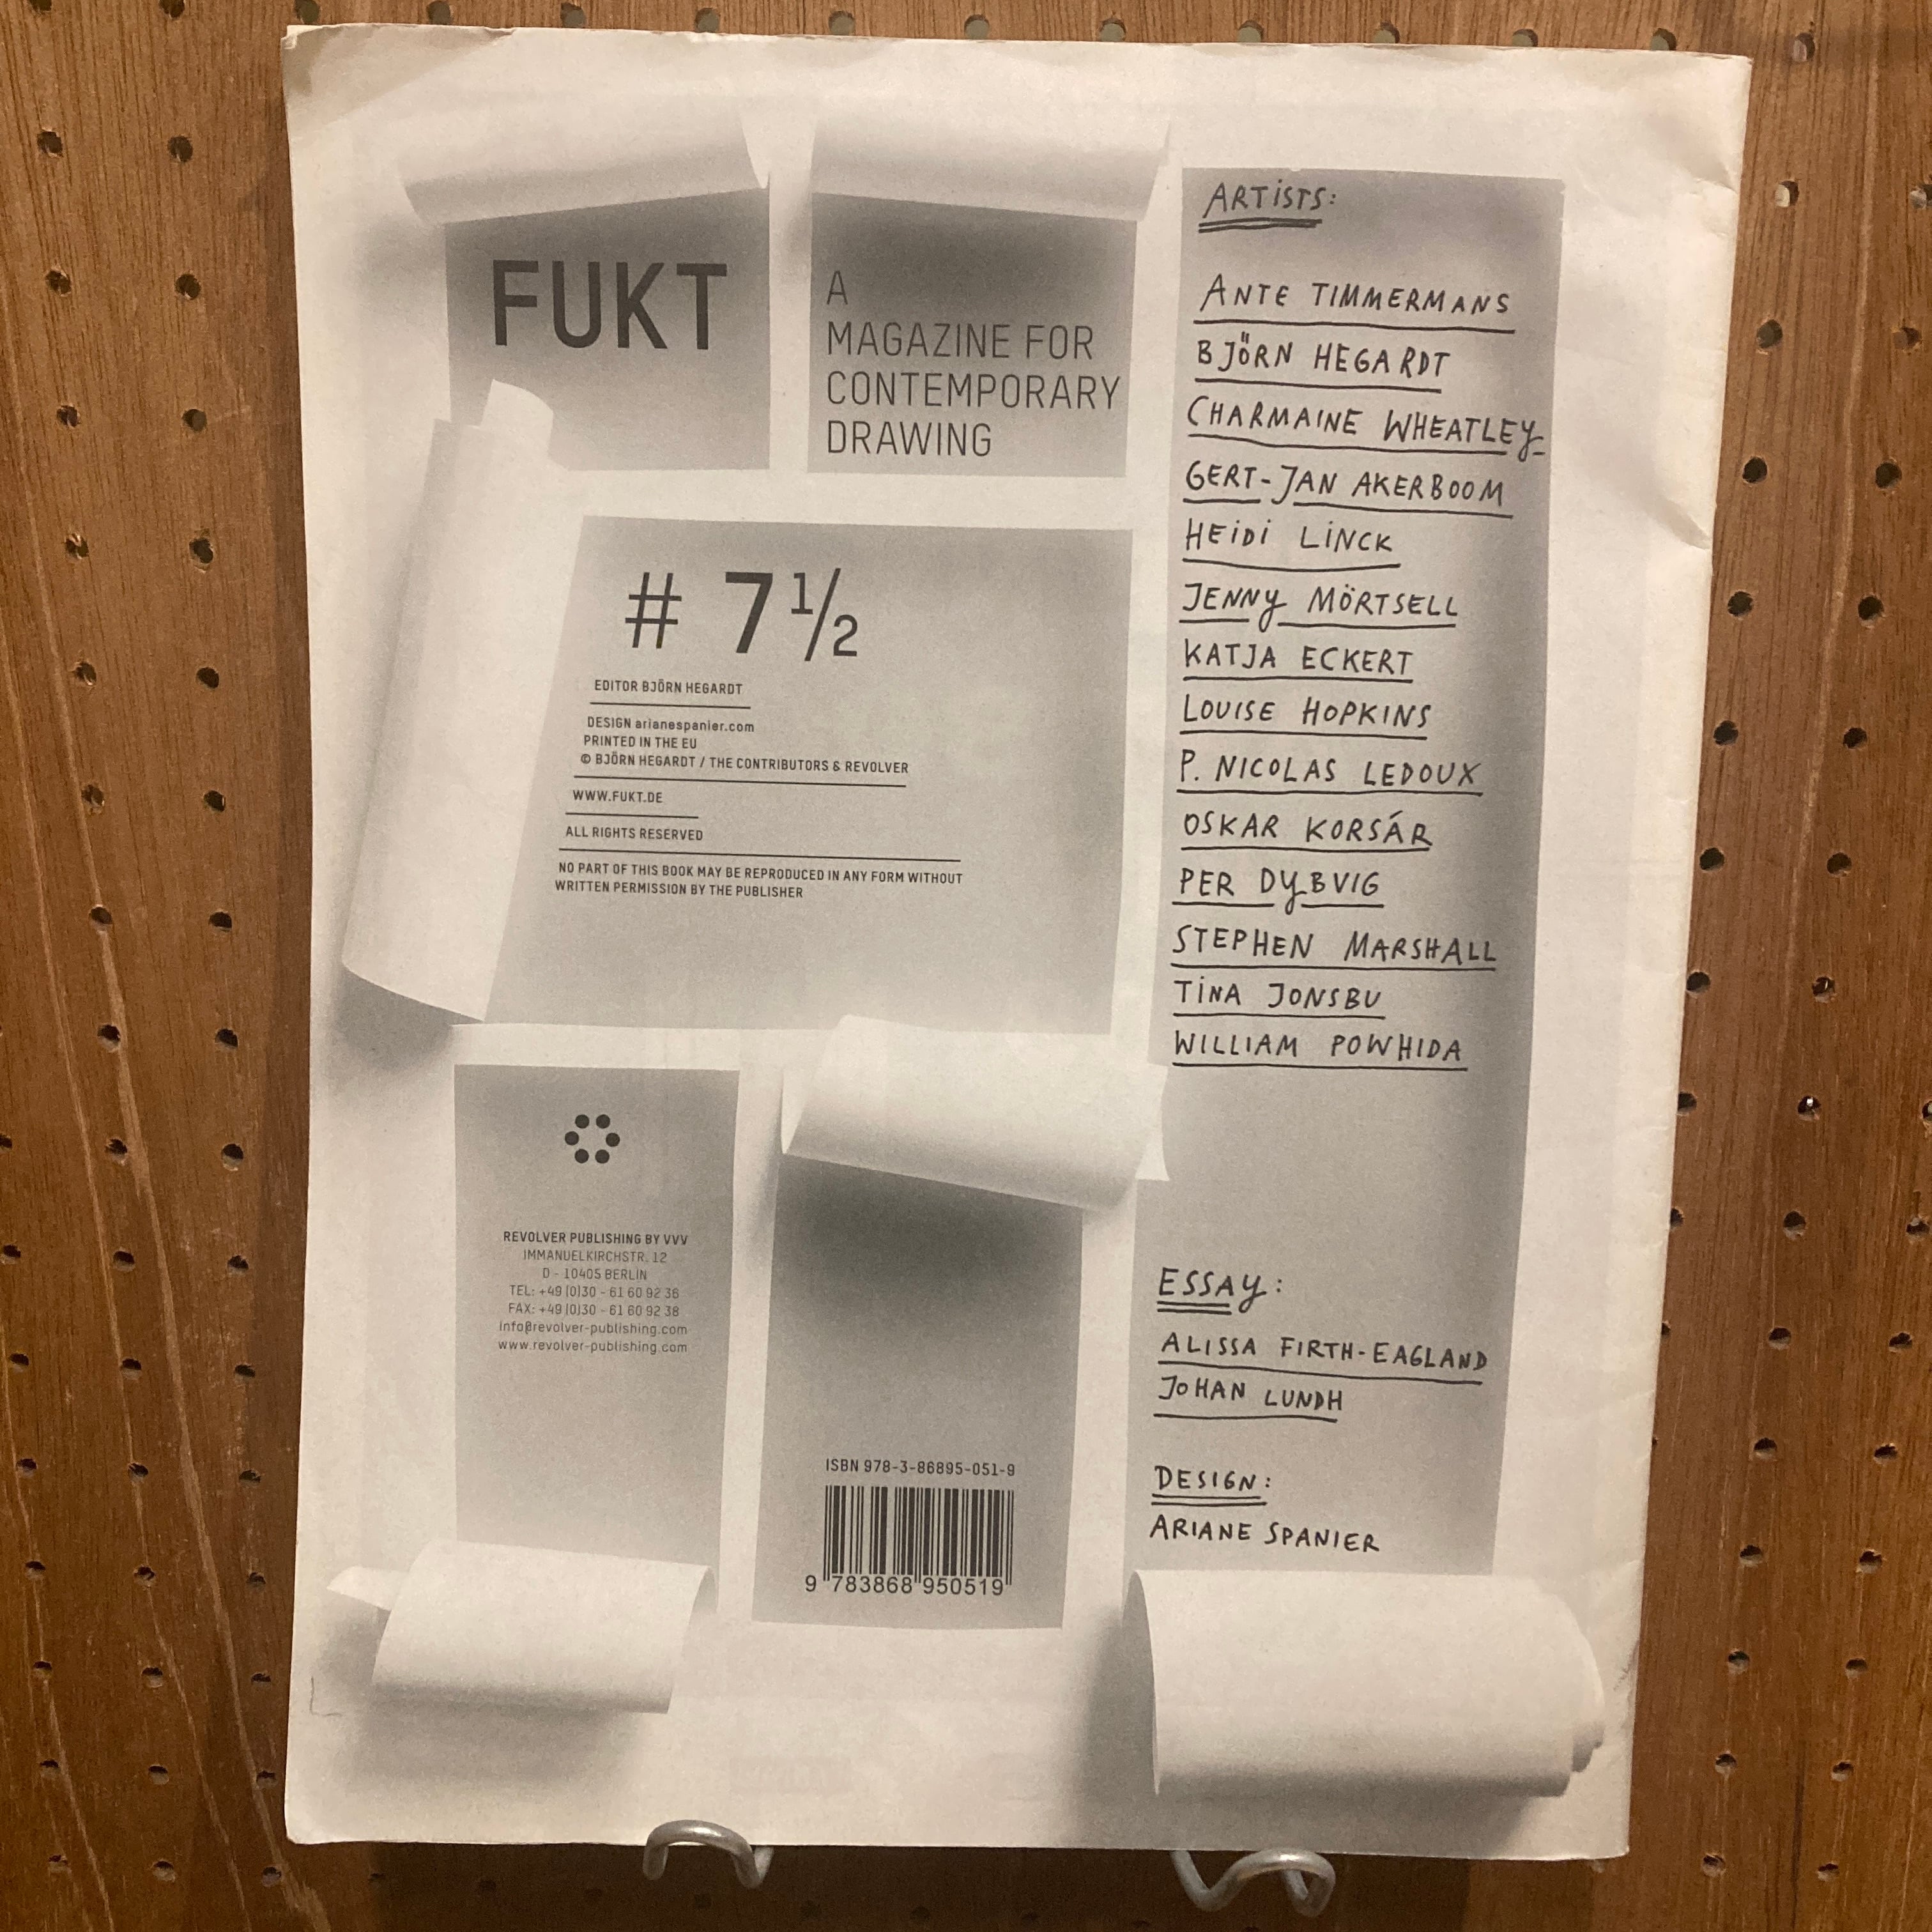 FUKT
A
MAGAZINE FOR
CONTEMPORARY
DRAWING
# 7 ½
EDITOR BJÖRN HEGARDT
DESIGN arianespanier.com
PRINTED IN THE EU
© BJÖRN HEGARDT / THE CONTRIBUTORS & REVOLVER
WWW.FUKT.DE
ALL RIGHTS RESERVED
NO PART OF THIS BOOK MAY BE REPRODUCED IN ANY FORM WITHOUT
WRITTEN PERMISSION BY THE PUBLISHER
REVOLVER PUBLISHING BY VVV
IMMANUELKIRCHSTR. 12
D - 10405 BERLIN
TEL: +49 (0)30 - 61 60 92 36
FAX: +49 (0)30 - 61 60 92 38
info@revolver-publishing.com
www.revolver-publishing.com
ISBN 978-3-86895-051-9
9 783868 950519
ARTISTS:
ANTE TIMMERMANS
BJÖRN HEGARDT
CHARMAINE WHEATLEY
GERT-JAN AKERBOOM
HEIDI LINCK
JENNY MÖRTSELL
KATJA ECKERT
LOUISE HOPKINS
P. NICOLAS LEDOUX
OSKAR KORSÁR
PER DYBVIG
STEPHEN MARSHALL
TINA JONSBU
WILLIAM POWHIDA
ESSAY:
ALISSA FIRTH-EAGLAND
JOHAN LUNDH
DESIGN:
ARIANE SPANIER